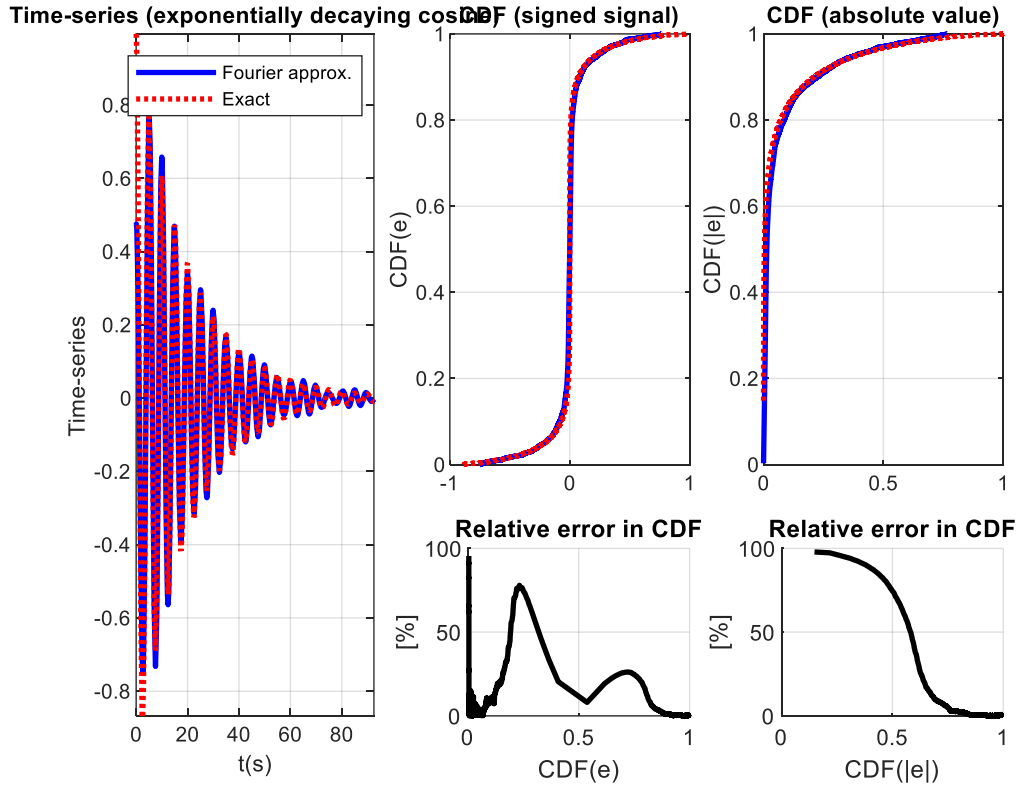 Time-series (exponentially decaying cosine)
CDF (signed signal)
CDF (absolute value)
Fourier approx.
Exact
0.8
0.6
0.4
0.2
0
-0.2
-0.4
-0.6
-0.8
Time-series
0 20 40 60 80
t(s)
1
0.8
0.6
0.4
0.2
0
CDF(e)
-1 0 1
1
0.8
0.6
0.4
0.2
0
CDF(|e|)
0 0.5 1
Relative error in CDF
100
50
0
[%]
0 0.5 1
CDF(e)
Relative error in CDF
100
50
0
[%]
0 0.5 1
CDF(|e|)